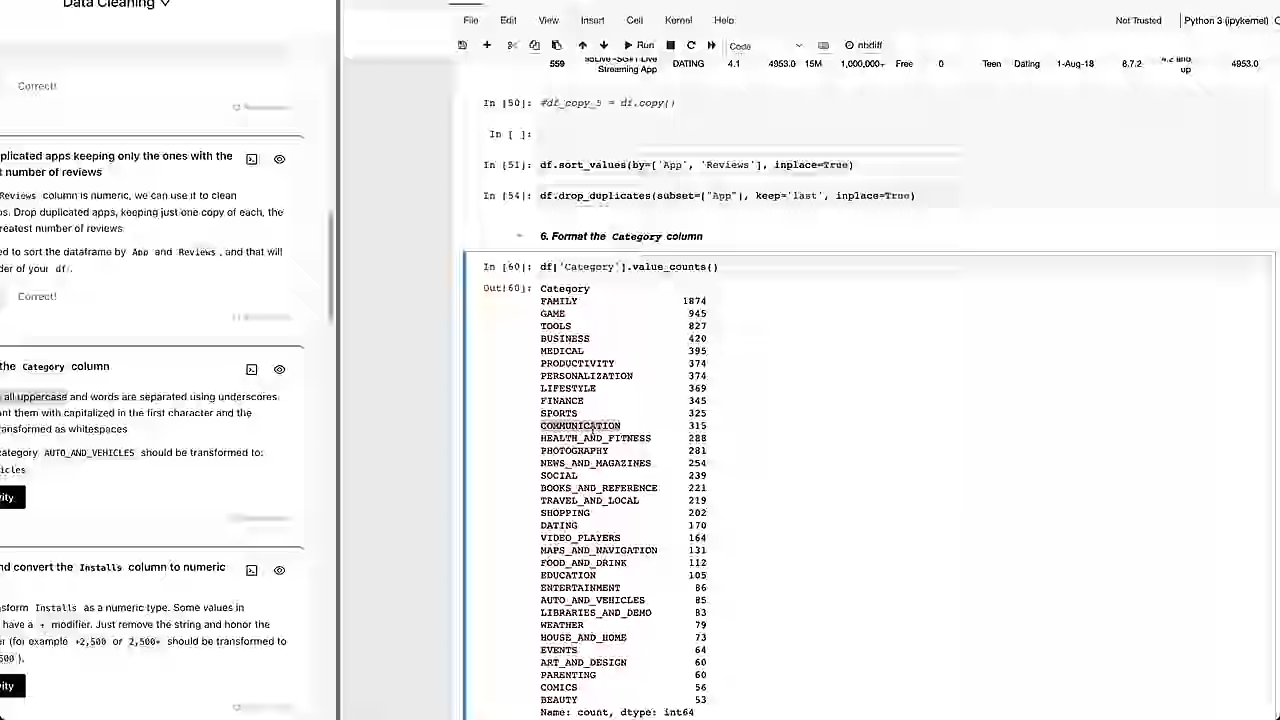 Data Cleaning
Correct!
plicated apps keeping only the ones with the
t number of reviews
Reviews column is numeric, we can use it to clean
s. Drop duplicated apps, keeping just one copy of each, the
reatest number of reviews
ed to sort the dataframe by App and Reviews, and that will
der of your df.
Correct!
the Category column
all uppercase and words are separated using underscores
nt them with capitalized in the first character and the
ansformed as whitespaces
ategory AUTO_AND_VEHICLES should be transformed to:
icles
ity
nd convert the Installs column to numeric
sform Installs as a numeric type. Some values in
have a + modifier. Just remove the string and honor the
r (for example +2,500 or 2,500+ should be transformed to
500).
ity
File Edit View Insert Cell Kernel Help
Not Trusted Python 3 (ipykernel)
Run Code nbdiff
559 Streaming App DATING 4.1 4953.0 15M 1,000,000+ Free 0 Teen Dating 1-Aug-18 6.7.2 up 4953.0
In [50]: #df_copy_5 = df.copy()
In [ ]:
In [51]: df.sort_values(by=['App', 'Reviews'], inplace=True)
In [54]: df.drop_duplicates(subset=["App"], keep='last', inplace=True)
6. Format the Category column
In [60]: df['Category'].value_counts()
Out[60]: Category
FAMILY 1874
GAME 945
TOOLS 827
BUSINESS 420
MEDICAL 395
PRODUCTIVITY 374
PERSONALIZATION 374
LIFESTYLE 369
FINANCE 345
SPORTS 325
COMMUNICATION 315
HEALTH_AND_FITNESS 288
PHOTOGRAPHY 281
NEWS_AND_MAGAZINES 254
SOCIAL 239
BOOKS_AND_REFERENCE 221
TRAVEL_AND_LOCAL 219
SHOPPING 202
DATING 170
VIDEO_PLAYERS 164
MAPS_AND_NAVIGATION 131
FOOD_AND_DRINK 112
EDUCATION 105
ENTERTAINMENT 86
AUTO_AND_VEHICLES 85
LIBRARIES_AND_DEMO 83
WEATHER 79
HOUSE_AND_HOME 73
EVENTS 64
ART_AND_DESIGN 60
PARENTING 60
COMICS 56
BEAUTY 53
Name: count, dtype: int64